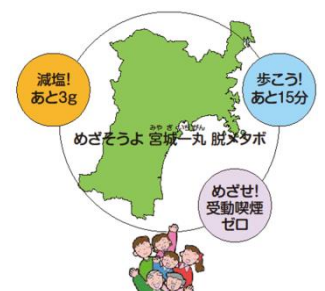 減塩!
あと3g
歩こう!
あと15分
みやぎいちがん
めざそうよ 宮城一丸 脱メタボ
めざせ!
受動喫煙
ゼロ